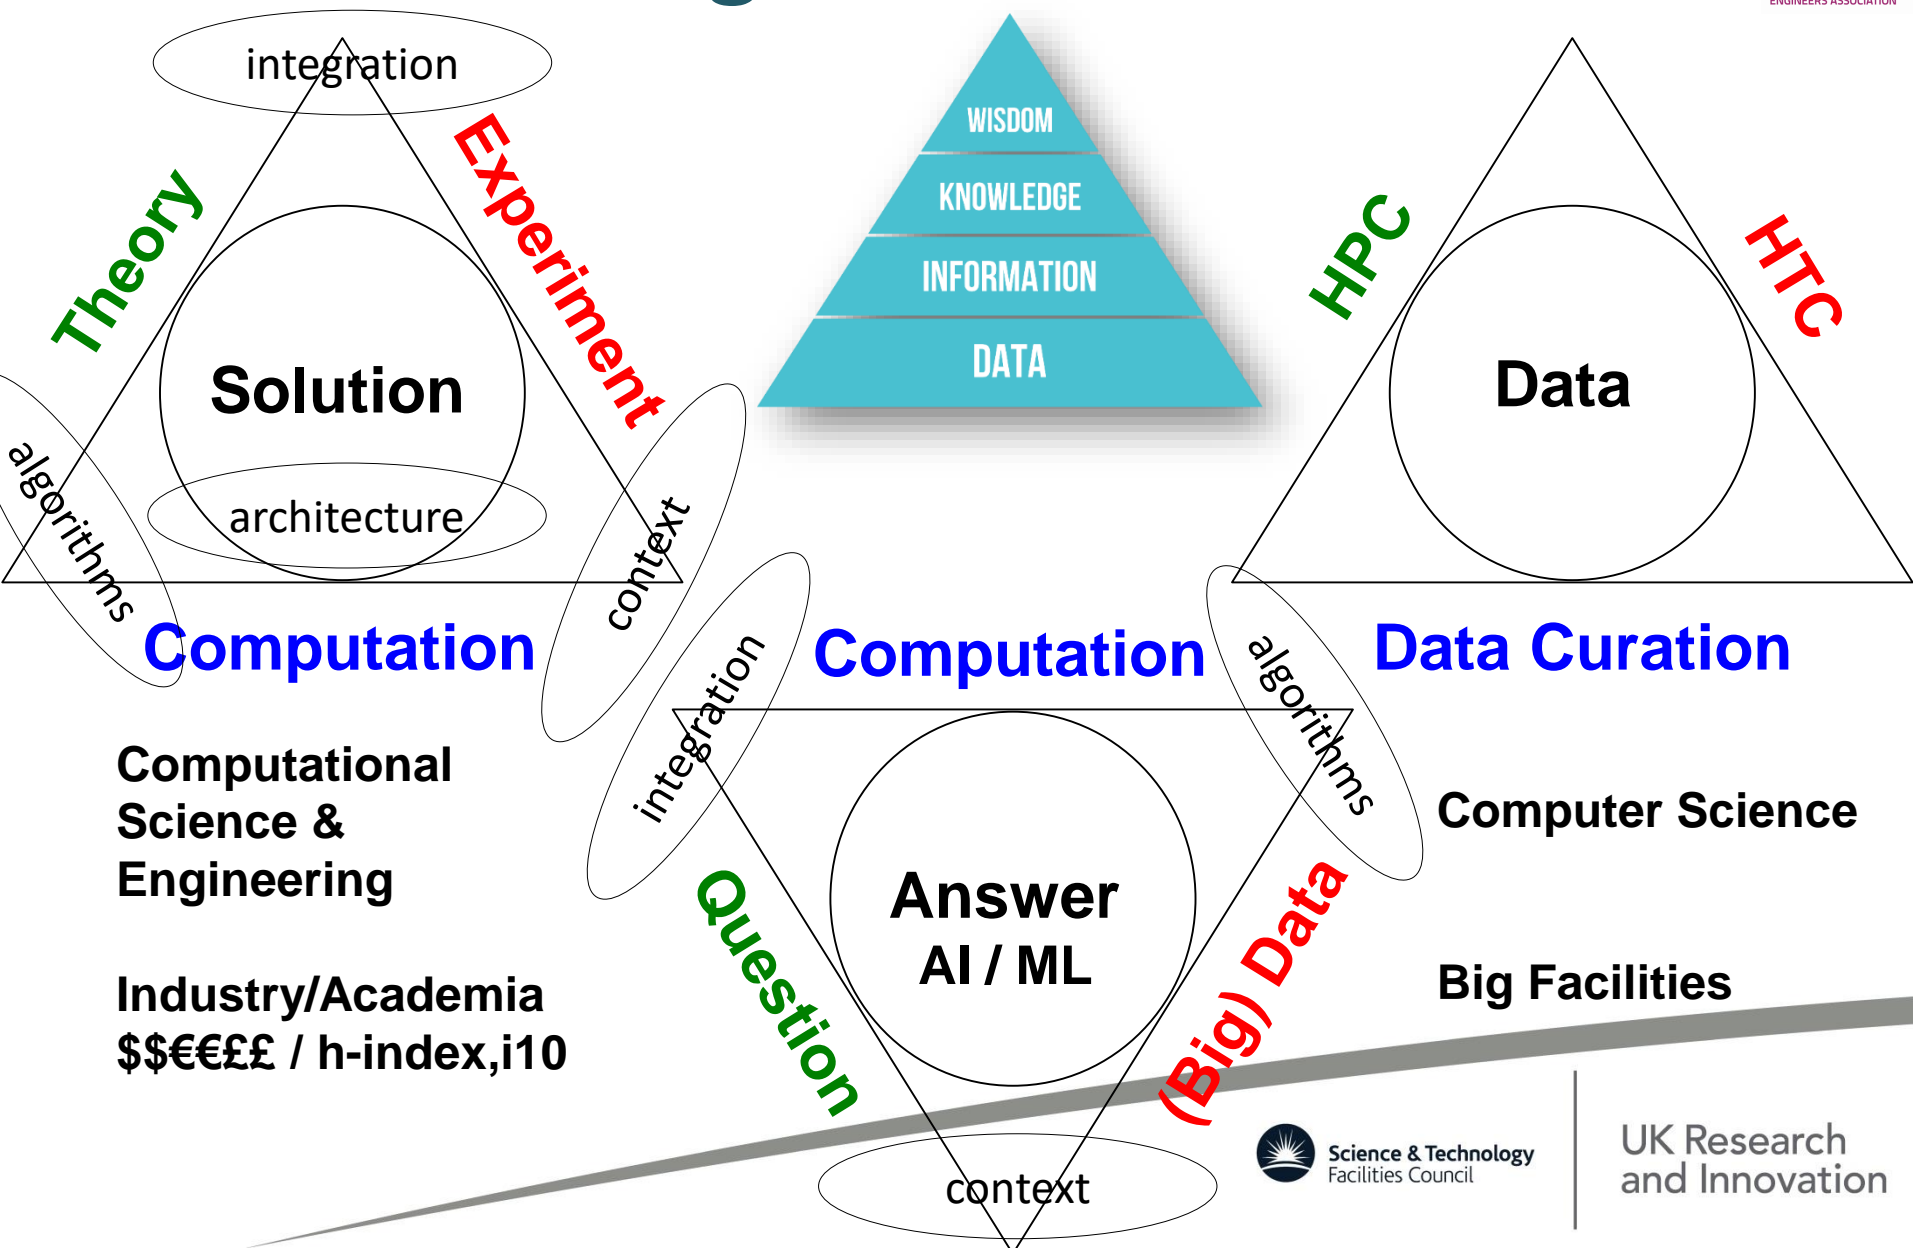 ENGINEERS ASSOCIATION
integration
Theory
Experiment
Solution
algorithms
architecture
context
Computation
WISDOM
KNOWLEDGE
INFORMATION
DATA
HPC
HTC
Data
Data Curation
integration
Computation
algorithms
Question
Answer
AI / ML
(Big) Data
context
Computational
Science &
Engineering
Industry/Academia
$$€€££ / h-index,i10
Computer Science
Big Facilities
Science & Technology
Facilities Council
UK Research
and Innovation